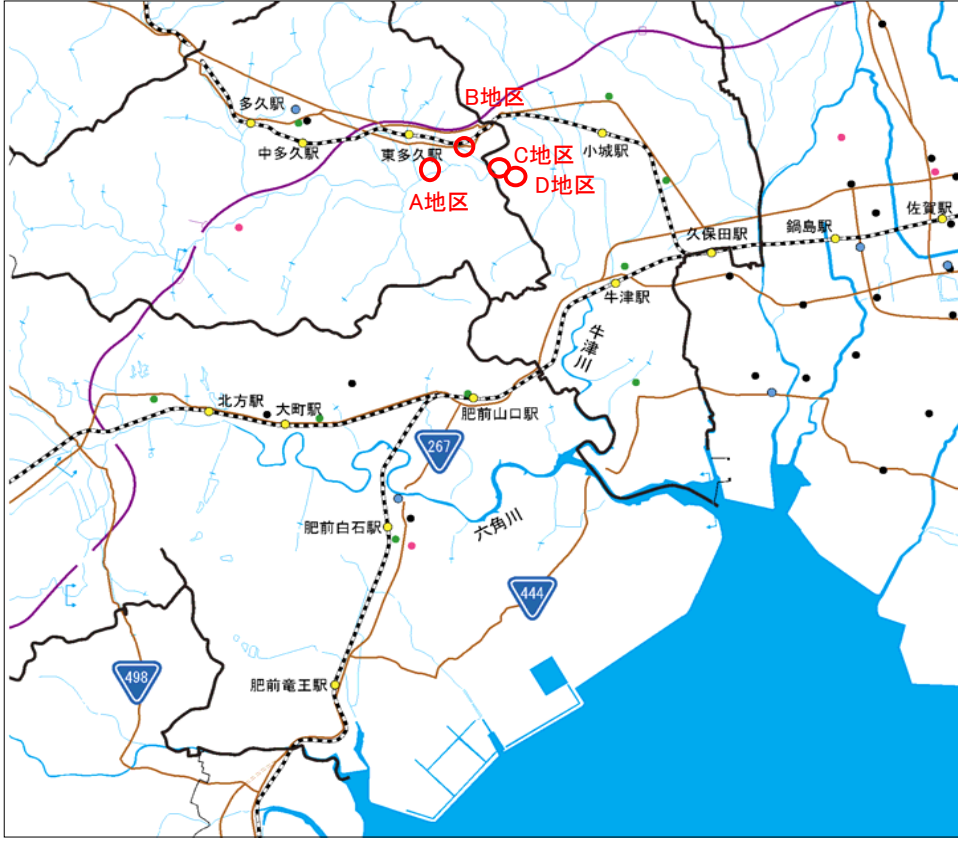 B地区
多久駅
中多久駅
東多久駅
小城駅
C地区
D地区
A地区
佐賀駅
鍋島駅
久保田駅
牛津駅
牛津川
北方駅
大町駅
肥前山口駅
267
六角川
肥前白石駅
444
498
肥前竜王駅